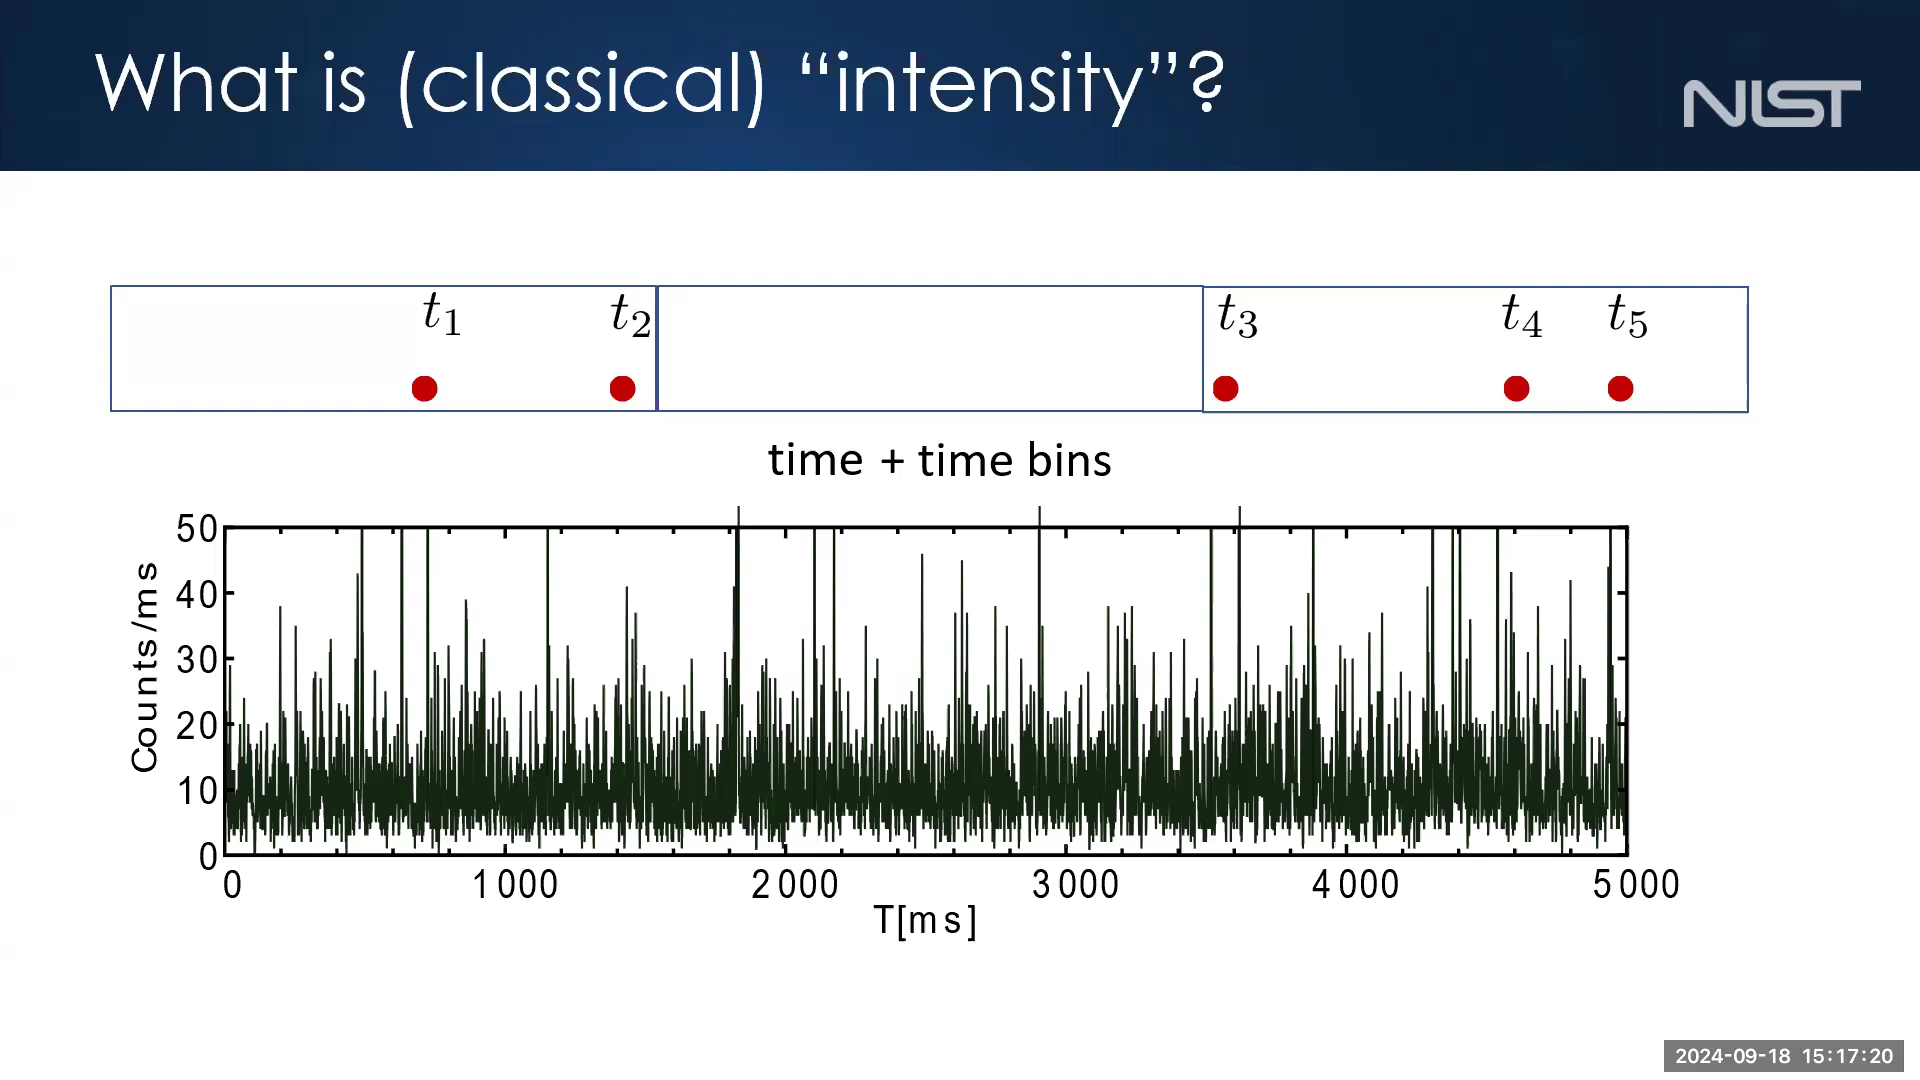 What is (classical) “intensity”?
NIST
t₁ t₂ t₃ t₄ t₅
time + time bins
50
40
30
20
10
0
Counts/ms
0 1000 2000 3000 4000 5000
T[ms]
2024-09-18 15:17:20